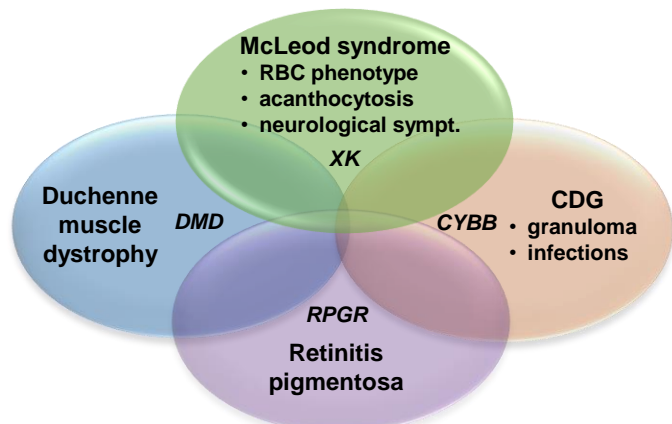 McLeod syndrome
• RBC phenotype
• acanthocytosis
• neurological sympt.
XK
Duchenne
muscle
dystrophy
DMD
CYBB
CDG
• granuloma
• infections
RPGR
Retinitis
pigmentosa